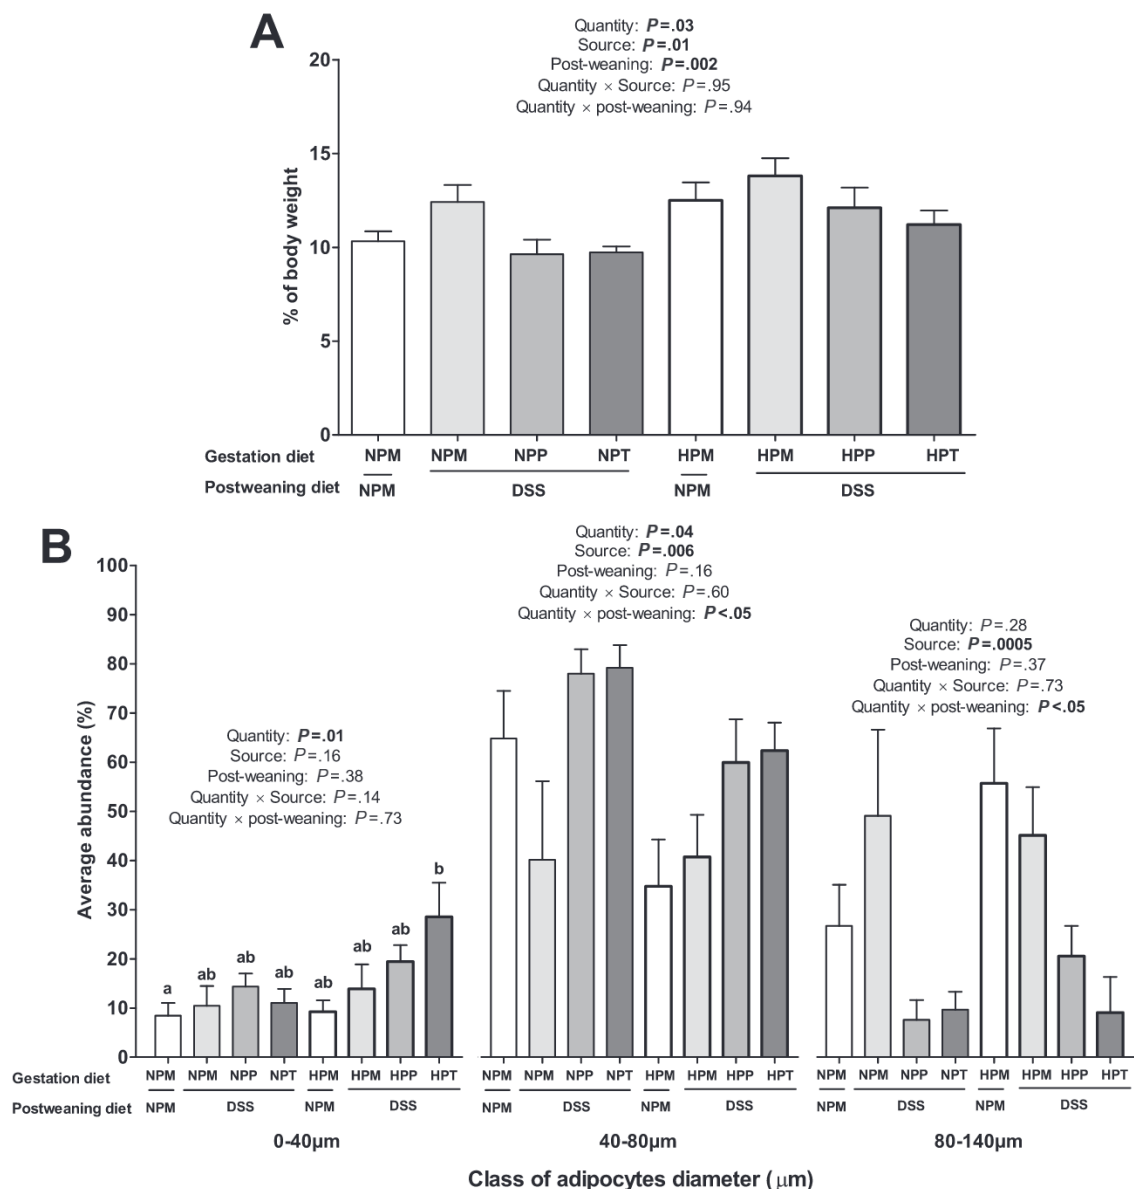 A
Quantity: P=.03
Source: P=.01
Post-weaning: P=.002
Quantity × Source: P=.95
Quantity × post-weaning: P=.94
% of body weight
20
15
10
5
0
Gestation diet NPM NPM NPP NPT HPM HPM HPP HPT
Postweaning diet NPM DSS NPM DSS
B
Quantity: P=.04
Source: P=.006
Post-weaning: P=.16
Quantity × Source: P=.60
Quantity × post-weaning: P<.05
Quantity: P=.28
Source: P=.0005
Post-weaning: P=.37
Quantity × Source: P=.73
Quantity × post-weaning: P<.05
Quantity: P=.01
Source: P=.16
Post-weaning: P=.38
Quantity × Source: P=.14
Quantity × post-weaning: P=.73
Average abundance (%)
100
90
80
70
60
50
40
30
20
10
0
a ab ab ab ab ab ab b
Gestation diet NPM NPM NPP NPT HPM HPM HPP HPT NPM NPM NPP NPT HPM HPM HPP HPT NPM NPM NPP NPT HPM HPM HPP HPT
Postweaning diet NPM DSS NPM DSS NPM DSS NPM DSS NPM DSS NPM DSS
0-40µm 40-80µm 80-140µm
Class of adipocytes diameter (µm)